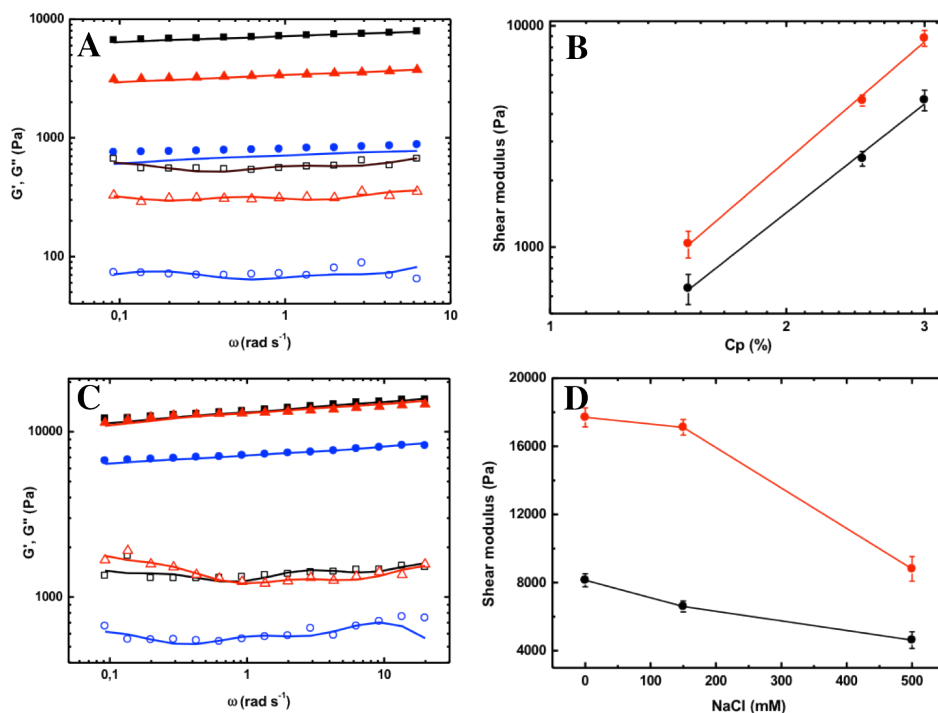 A
10000
1000
100
G', G'' (Pa)
0,1
1
10
ω (rad s⁻¹)
B
10000
1000
Shear modulus (Pa)
1
2
3
Cp (%)
C
10000
1000
G', G'' (Pa)
0,1
1
10
ω (rad s⁻¹)
D
20000
16000
12000
8000
4000
Shear modulus (Pa)
0
100
200
300
400
500
NaCl (mM)